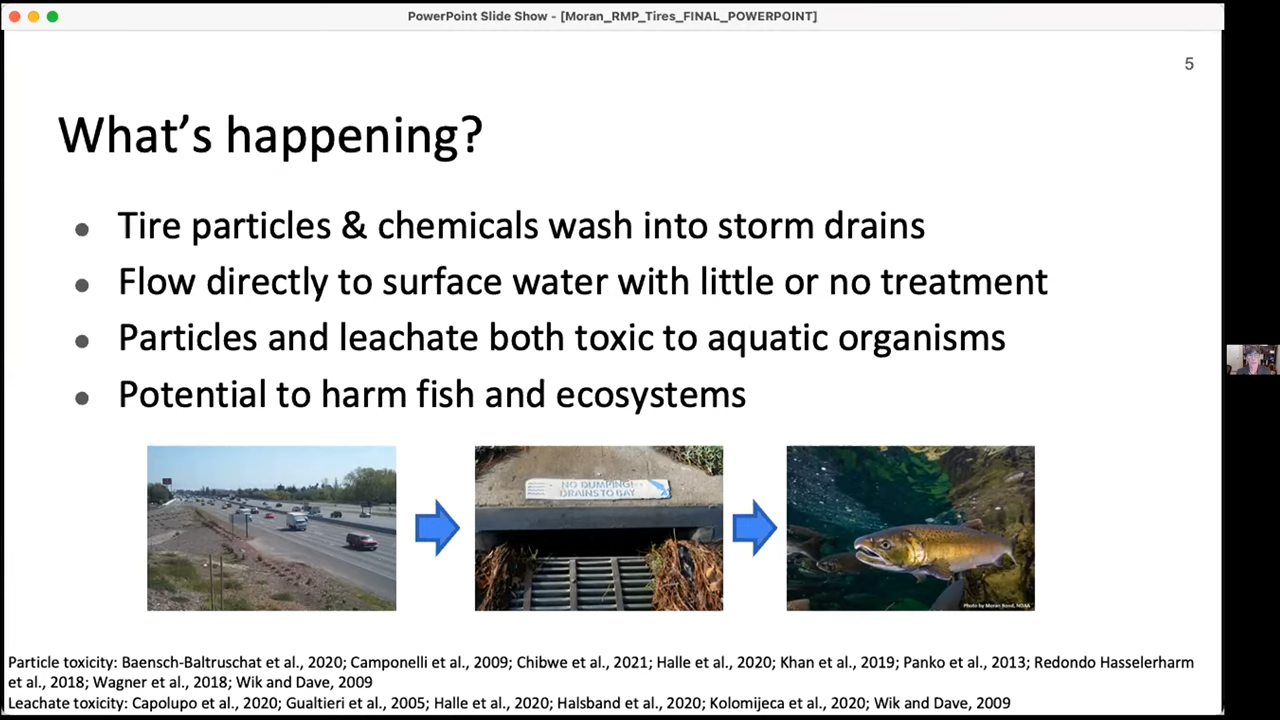 PowerPoint Slide Show - [Moran_RMP_Tires_FINAL_POWERPOINT]
5
What's happening?
● Tire particles & chemicals wash into storm drains
● Flow directly to surface water with little or no treatment
● Particles and leachate both toxic to aquatic organisms
● Potential to harm fish and ecosystems
NO DUMPING!
DRAINS TO BAY
Photo by Morgan Bond, NOAA
Particle toxicity: Baensch-Baltruschat et al., 2020; Camponelli et al., 2009; Chibwe et al., 2021; Halle et al., 2020; Khan et al., 2019; Panko et al., 2013; Redondo Hasselerharm
et al., 2018; Wagner et al., 2018; Wik and Dave, 2009
Leachate toxicity: Capolupo et al., 2020; Gualtieri et al., 2005; Halle et al., 2020; Halsband et al., 2020; Kolomijeca et al., 2020; Wik and Dave, 2009